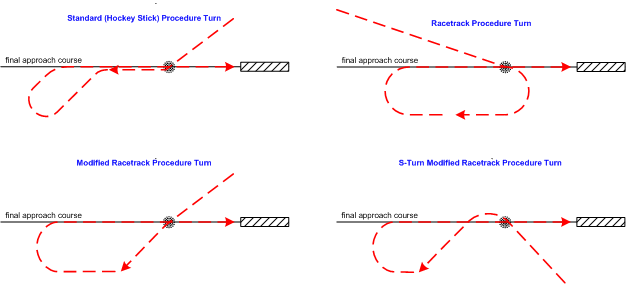 Standard (Hockey Stick) Procedure Turn
final approach course
Racetrack Procedure Turn
final approach course
Modified Racetrack Procedure Turn
final approach course
S-Turn Modified Racetrack Procedure Turn
final approach course